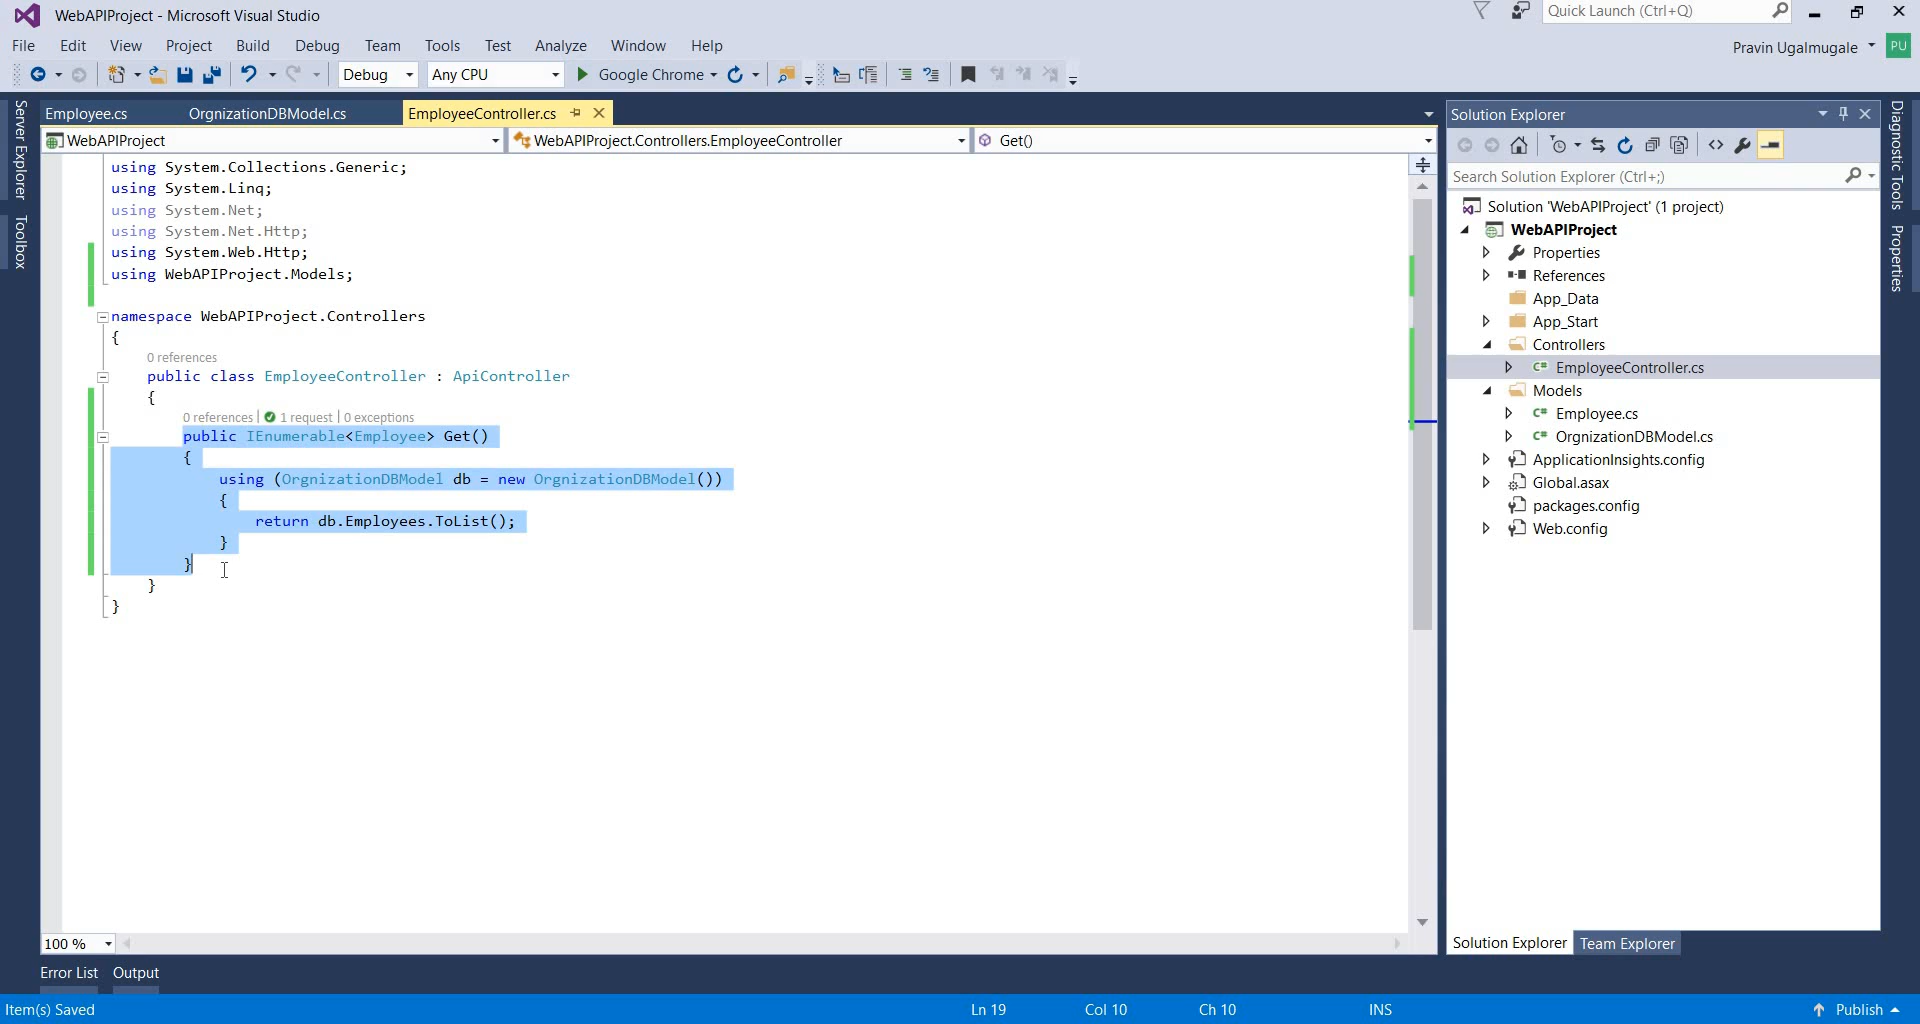 WebAPIProject - Microsoft Visual Studio
Quick Launch (Ctrl+Q)
File Edit View Project Build Debug Team Tools Test Analyze Window Help
Pravin Ugalmugale PU
Debug Any CPU Google Chrome
Server Explorer
Toolbox
Employee.cs OrgnizationDBModel.cs EmployeeController.cs
WebAPIProject WebAPIProject.Controllers.EmployeeController Get()
using System.Collections.Generic;
using System.Linq;
using System.Net;
using System.Net.Http;
using System.Web.Http;
using WebAPIProject.Models;
namespace WebAPIProject.Controllers
{
0 references
public class EmployeeController : ApiController
{
0 references | 1 request | 0 exceptions
public IEnumerable<Employee> Get()
{
using (OrgnizationDBModel db = new OrgnizationDBModel())
{
return db.Employees.ToList();
}
}
}
}
100 %
Solution Explorer
Search Solution Explorer (Ctrl+;)
Solution 'WebAPIProject' (1 project)
WebAPIProject
Properties
References
App_Data
App_Start
Controllers
C# EmployeeController.cs
Models
C# Employee.cs
C# OrgnizationDBModel.cs
ApplicationInsights.config
Global.asax
packages.config
Web.config
Solution Explorer Team Explorer
Diagnostic Tools
Properties
Error List Output
Item(s) Saved Ln 19 Col 10 Ch 10 INS Publish